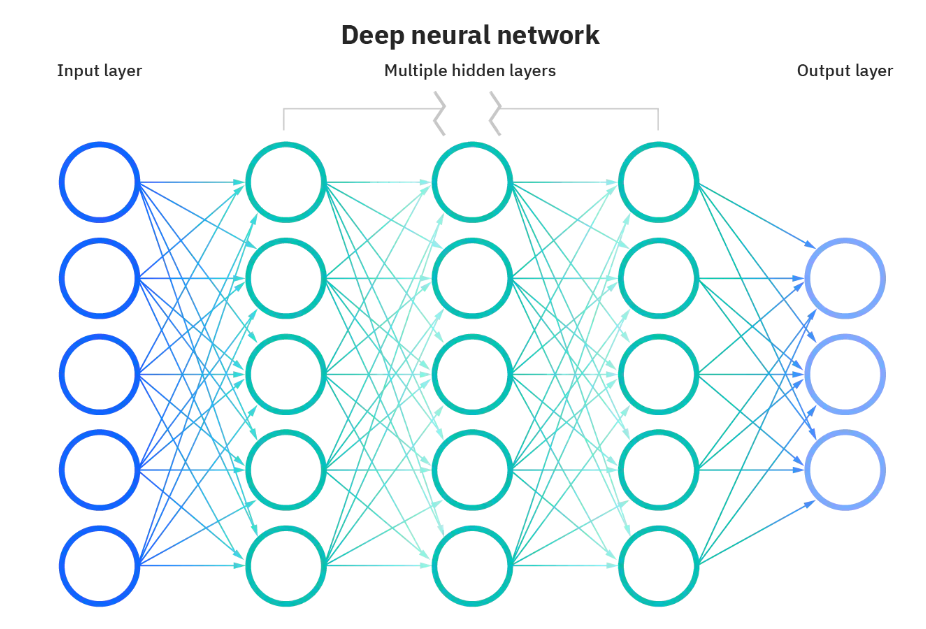 Deep neural network
Input layer
Multiple hidden layers
Output layer